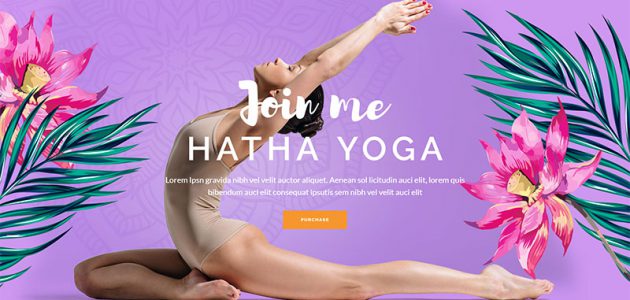 Join me
HATHA YOGA
Lorem Ipsn gravida nibh vel velit auctor aliquet. Aenean sol licitudin auci elit, lorem quis
bibendum auci elit consequat ipsutis sem nibh vel velit auci elit
PURCHASE